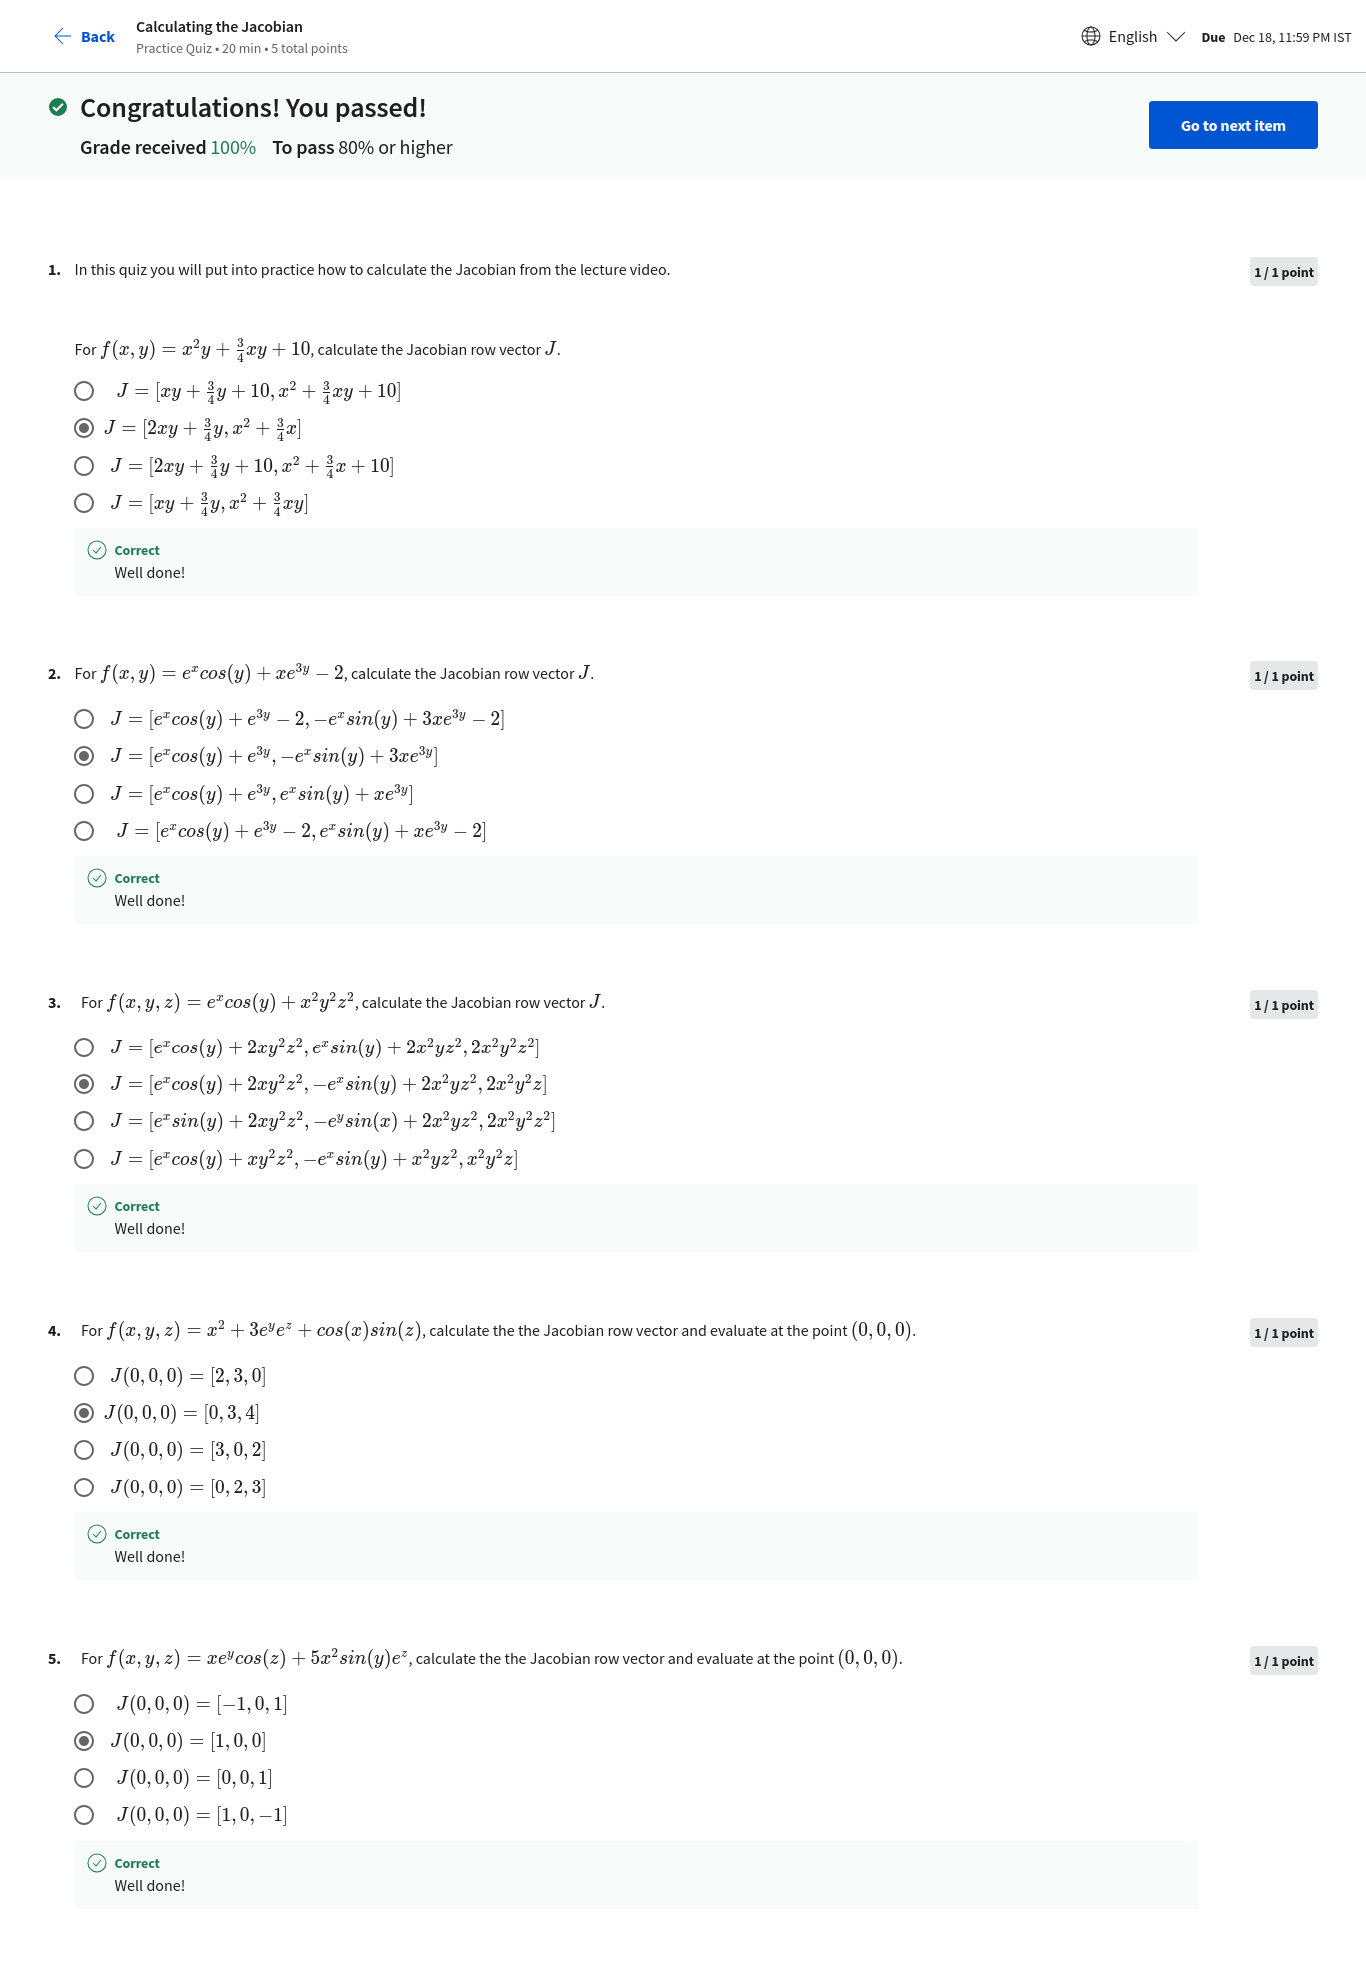 Back
Calculating the Jacobian
Practice Quiz • 20 min • 5 total points
English
Due Dec 18, 11:59 PM IST
Congratulations! You passed!
Grade received 100% To pass 80% or higher
Go to next item
1. In this quiz you will put into practice how to calculate the Jacobian from the lecture video.
1 / 1 point
For $f(x, y) = x^2y + \frac{3}{4}xy + 10$, calculate the Jacobian row vector $J$.
$J = [xy + \frac{3}{4}y + 10, x^2 + \frac{3}{4}xy + 10]$
$J = [2xy + \frac{3}{4}y, x^2 + \frac{3}{4}x]$
$J = [2xy + \frac{3}{4}y + 10, x^2 + \frac{3}{4}x + 10]$
$J = [xy + \frac{3}{4}y, x^2 + \frac{3}{4}xy]$
Correct
Well done!
2. For $f(x, y) = e^x cos(y) + xe^{3y} - 2$, calculate the Jacobian row vector $J$.
1 / 1 point
$J = [e^x cos(y) + e^{3y} - 2, -e^x sin(y) + 3xe^{3y} - 2]$
$J = [e^x cos(y) + e^{3y}, -e^x sin(y) + 3xe^{3y}]$
$J = [e^x cos(y) + e^{3y}, e^x sin(y) + xe^{3y}]$
$J = [e^x cos(y) + e^{3y} - 2, e^x sin(y) + xe^{3y} - 2]$
Correct
Well done!
3. For $f(x, y, z) = e^x cos(y) + x^2y^2z^2$, calculate the Jacobian row vector $J$.
1 / 1 point
$J = [e^x cos(y) + 2xy^2z^2, e^x sin(y) + 2x^2yz^2, 2x^2y^2z^2]$
$J = [e^x cos(y) + 2xy^2z^2, -e^x sin(y) + 2x^2yz^2, 2x^2y^2z]$
$J = [e^x sin(y) + 2xy^2z^2, -e^y sin(x) + 2x^2yz^2, 2x^2y^2z^2]$
$J = [e^x cos(y) + xy^2z^2, -e^x sin(y) + x^2yz^2, x^2y^2z]$
Correct
Well done!
4. For $f(x, y, z) = x^2 + 3e^y e^z + cos(x)sin(z)$, calculate the the Jacobian row vector and evaluate at the point $(0, 0, 0)$.
1 / 1 point
$J(0, 0, 0) = [2, 3, 0]$
$J(0, 0, 0) = [0, 3, 4]$
$J(0, 0, 0) = [3, 0, 2]$
$J(0, 0, 0) = [0, 2, 3]$
Correct
Well done!
5. For $f(x, y, z) = xe^y cos(z) + 5x^2 sin(y)e^z$, calculate the the Jacobian row vector and evaluate at the point $(0, 0, 0)$.
1 / 1 point
$J(0, 0, 0) = [-1, 0, 1]$
$J(0, 0, 0) = [1, 0, 0]$
$J(0, 0, 0) = [0, 0, 1]$
$J(0, 0, 0) = [1, 0, -1]$
Correct
Well done!